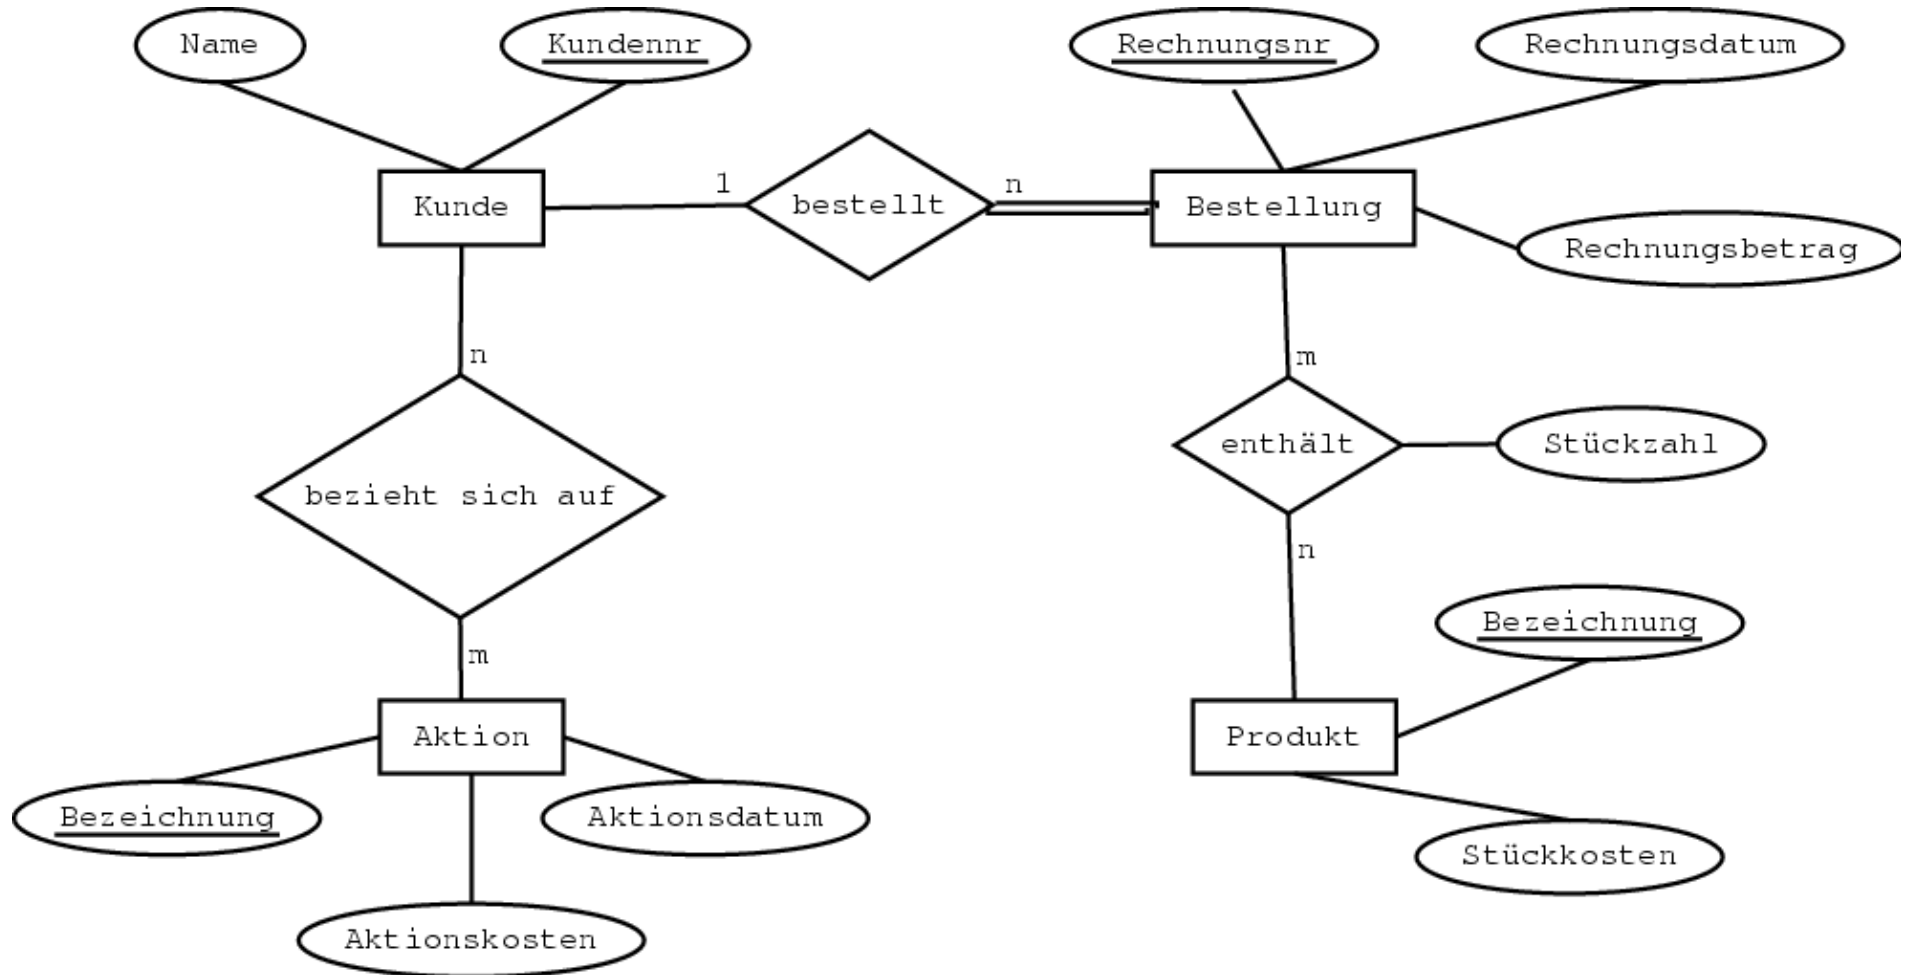 Name
Kundennr
Rechnungsnr
Rechnungsdatum
Kunde
1
bestellt
n
Bestellung
Rechnungsbetrag
n
m
bezieht sich auf
enthält
Stückzahl
n
m
Bezeichnung
Aktion
Produkt
Bezeichnung
Aktionsdatum
Stückkosten
Aktionskosten